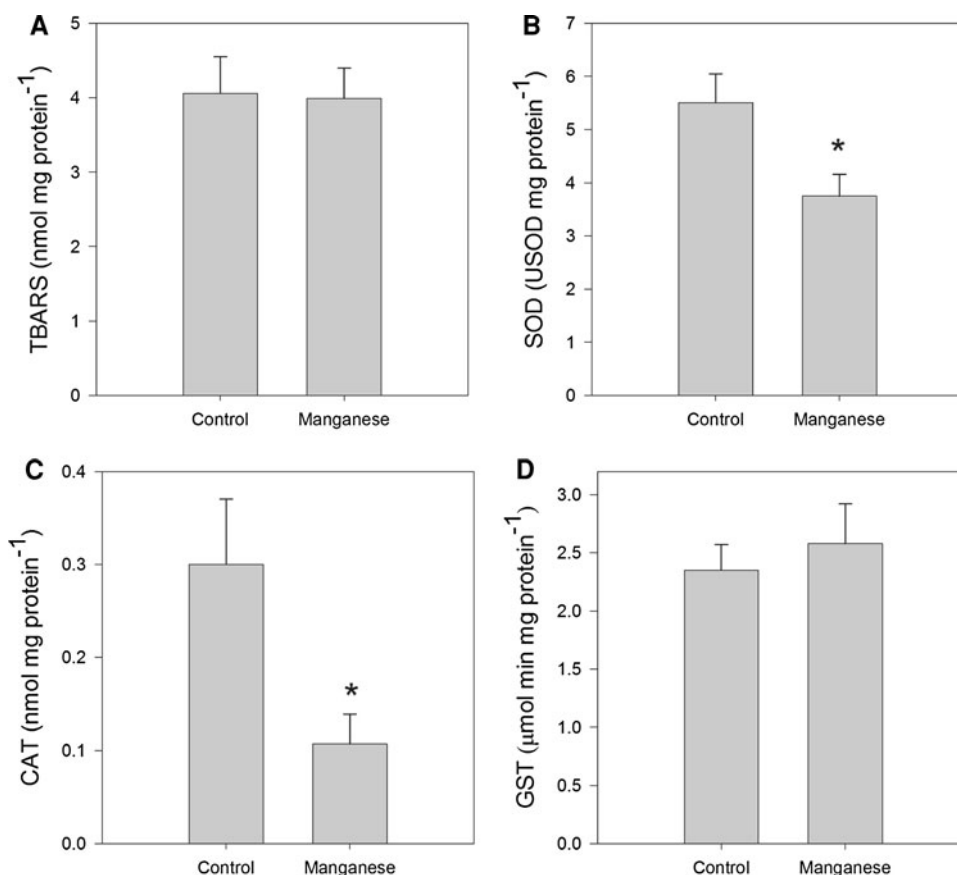 A
TBARS (nmol mg protein⁻¹)
5
4
3
2
1
0
Control Manganese
B
SOD (USOD mg protein⁻¹)
7
6
5
4
3
2
1
0
*
Control Manganese
C
CAT (nmol mg protein⁻¹)
0.4
0.3
0.2
0.1
0.0
*
Control Manganese
D
GST (μmol min mg protein⁻¹)
3.0
2.5
2.0
1.5
1.0
0.5
0.0
Control Manganese